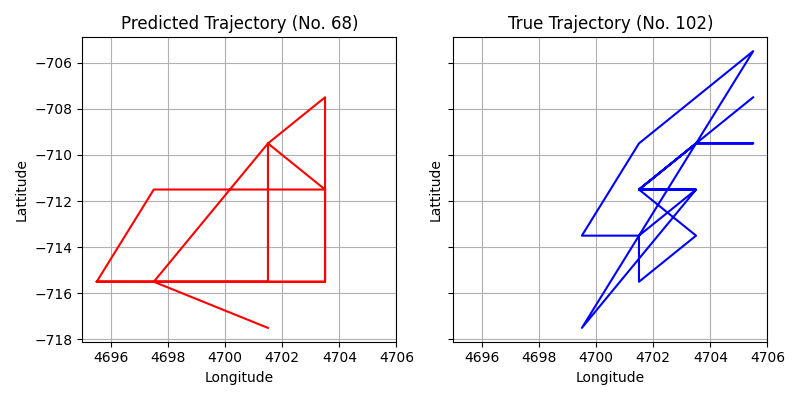 Predicted Trajectory (No. 68)
True Trajectory (No. 102)
Lattitude
−706
−708
−710
−712
−714
−716
−718
4696 4698 4700 4702 4704 4706
Longitude
Lattitude
4696 4698 4700 4702 4704 4706
Longitude